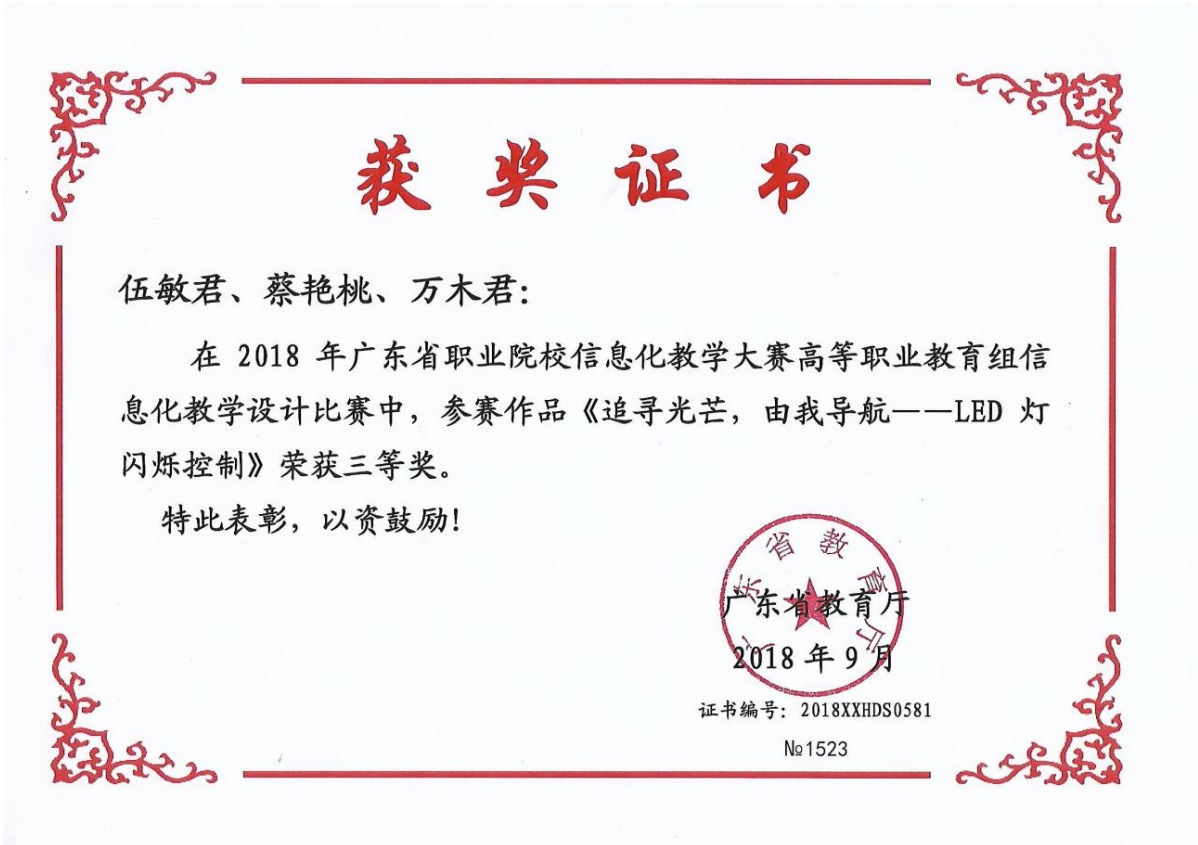 获奖证书
伍敏君、蔡艳桃、万木君：
在 2018 年广东省职业院校信息化教学大赛高等职业教育组信
息化教学设计比赛中，参赛作品《追寻光芒，由我导航——LED 灯
闪烁控制》荣获三等奖。
特此表彰，以资鼓励！
广东省教育厅
广东省教育厅
2018 年 9 月
证书编号：2018XXHDS0581
№1523